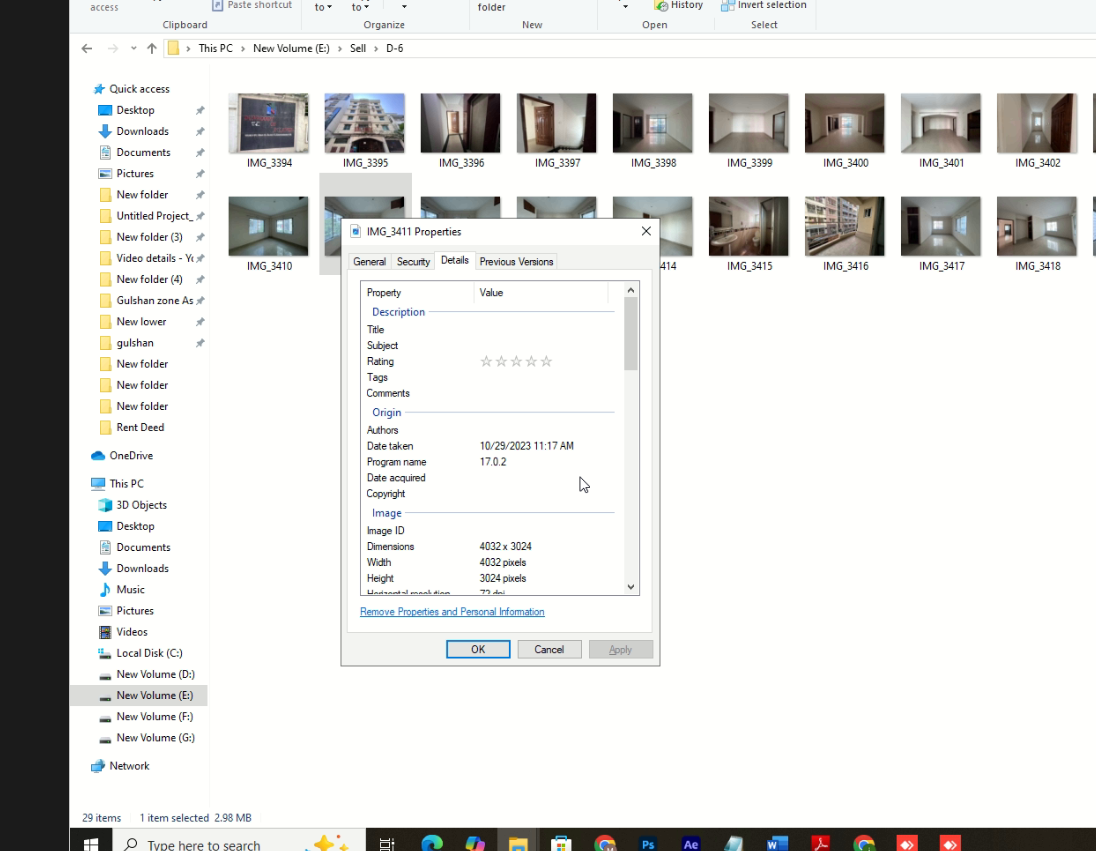 access
Paste shortcut
to
to
folder
History
Invert selection
Clipboard
Organize
New
Open
Select
This PC > New Volume (E:) > Sell > D-6
Quick access
Desktop
Downloads
Documents
Pictures
New folder
Untitled Project_
New folder (3)
Video details - Yo
New folder (4)
Gulshan zone As
New lower
gulshan
New folder
New folder
New folder
Rent Deed
OneDrive
This PC
3D Objects
Desktop
Documents
Downloads
Music
Pictures
Videos
Local Disk (C:)
New Volume (D:)
New Volume (E:)
New Volume (F:)
New Volume (G:)
Network
IMG_3394
IMG_3395
IMG_3396
IMG_3397
IMG_3398
IMG_3399
IMG_3400
IMG_3401
IMG_3402
IMG_3410
414
IMG_3415
IMG_3416
IMG_3417
IMG_3418
IMG_3411 Properties
General
Security
Details
Previous Versions
Property Value
Description
Title
Subject
Rating
Tags
Comments
Origin
Authors
Date taken 10/29/2023 11:17 AM
Program name 17.0.2
Date acquired
Copyright
Image
Image ID
Dimensions 4032 x 3024
Width 4032 pixels
Height 3024 pixels
Horizontal resolution 72 dpi
Remove Properties and Personal Information
OK
Cancel
Apply
29 items 1 item selected 2.98 MB
Type here to search
Ps
Ae
W